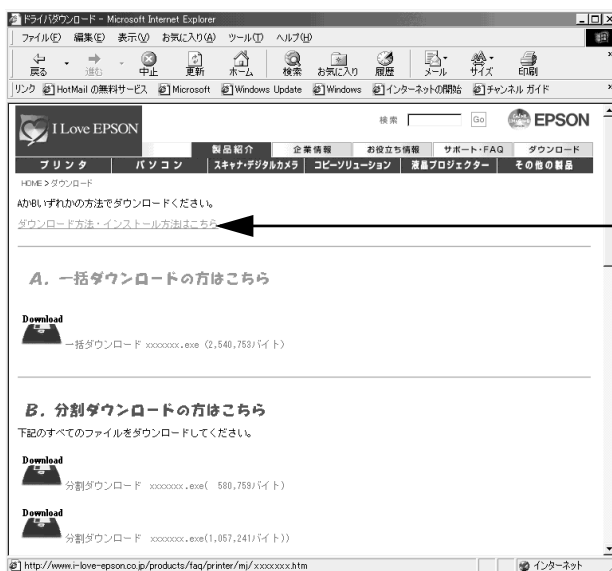 ドライバダウンロード - Microsoft Internet Explorer
ファイル(F) 編集(E) 表示(V) お気に入り(A) ツール(T) ヘルプ(H)
戻る 進む 中止 更新 ホーム 検索 お気に入り 履歴 メール サイズ 印刷
リンク HotMail の無料サービス Microsoft Windows Update Windows インターネットの開始 チャンネル ガイド
I Love EPSON
検索 Go EPSON
製品紹介 企業情報 お役立ち情報 サポート・FAQ ダウンロード
プリンタ パソコン スキャナ・デジタルカメラ コピーソリューション 液晶プロジェクター その他の製品
HOME > ダウンロード
AかBいずれかの方法でダウンロードください。
ダウンロード方法・インストール方法はこちら
A. 一括ダウンロードの方はこちら
Download
一括ダウンロード xxxxxxx.exe (2,540,753バイト)
B. 分割ダウンロードの方はこちら
下記のすべてのファイルをダウンロードしてください。
Download
分割ダウンロード xxxxxxx.exe( 580,759バイト)
Download
分割ダウンロード xxxxxxx.exe(1,057,241バイト))
http://www.i-love-epson.co.jp/products/faq/printer/mj/xxxxxxx.htm インターネット